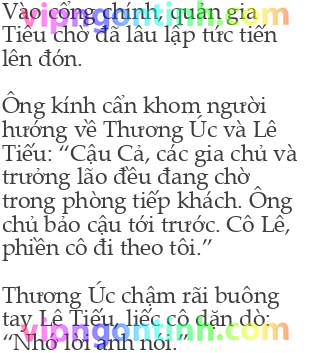 Vào cổng chính, quản gia
Tiếu chờ đã lâu lập tức tiến
lên đón.
Ông kính cẩn khom người
hướng về Thương Úc và Lê
Tiếu: “Cậu Cả, các gia chủ và
trưởng lão đều đang chờ
trong phòng tiếp khách. Ông
chủ bảo cậu tới trước. Cô Lê,
phiền cô đi theo tôi.”
Thương Úc chậm rãi buông
tay Lê Tiếu, liếc cô dặn dò:
“Nhớ lời anh nói.”
vipngontinh.com
vipngontinh.com